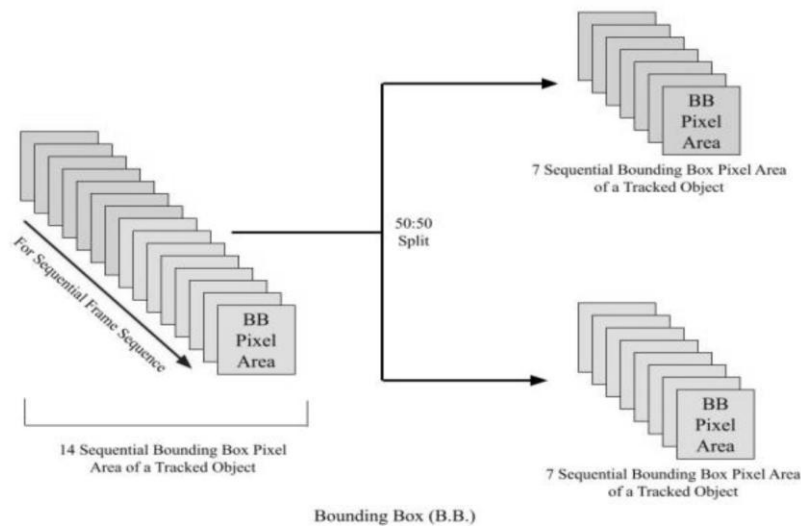 BB
Pixel
Area
7 Sequential Bounding Box Pixel Area
of a Tracked Object
50:50
Split
For Sequential Frame Sequence
BB
Pixel
Area
14 Sequential Bounding Box Pixel
Area of a Tracked Object
BB
Pixel
Area
7 Sequential Bounding Box Pixel Area
of a Tracked Object
Bounding Box (B.B.)